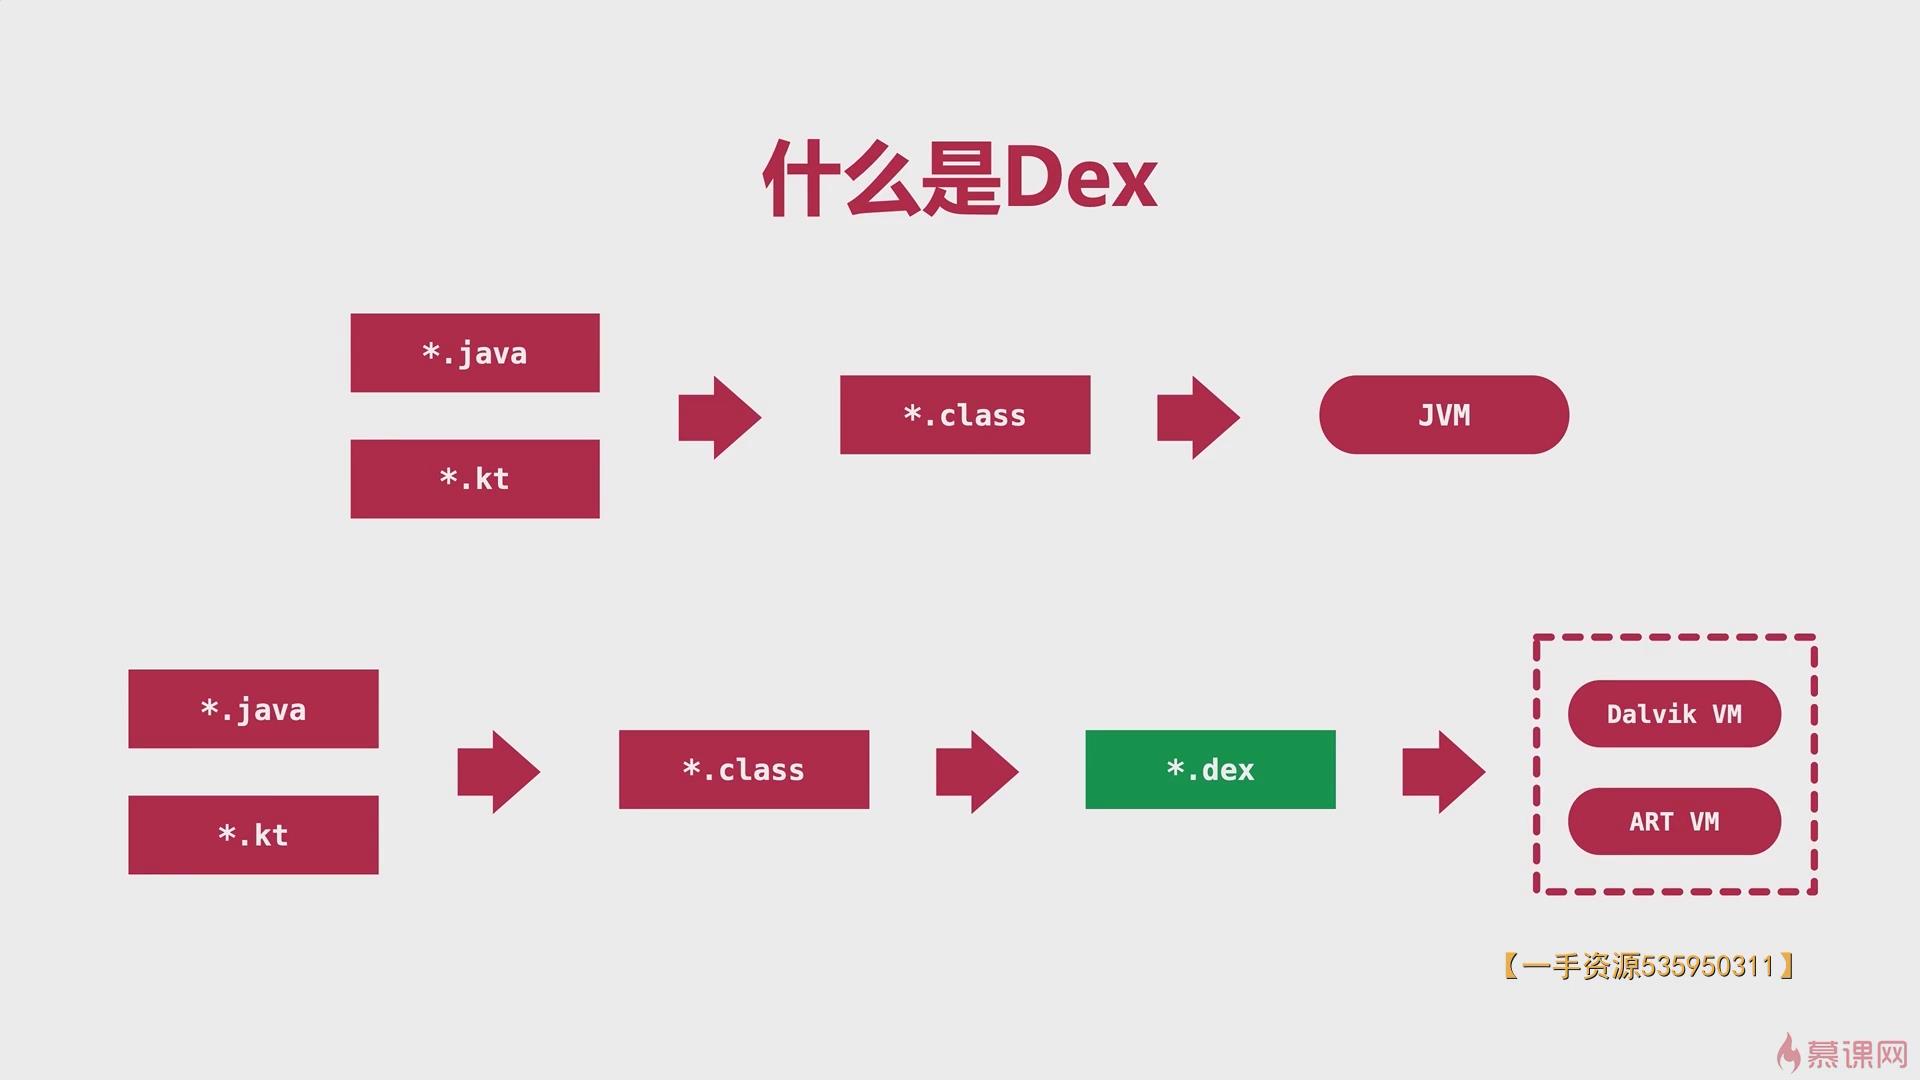 什么是Dex
*.java
*.kt
*.class
JVM
*.java
*.kt
*.class
*.dex
Dalvik VM
ART VM
【一手资源535950311】
慕课网